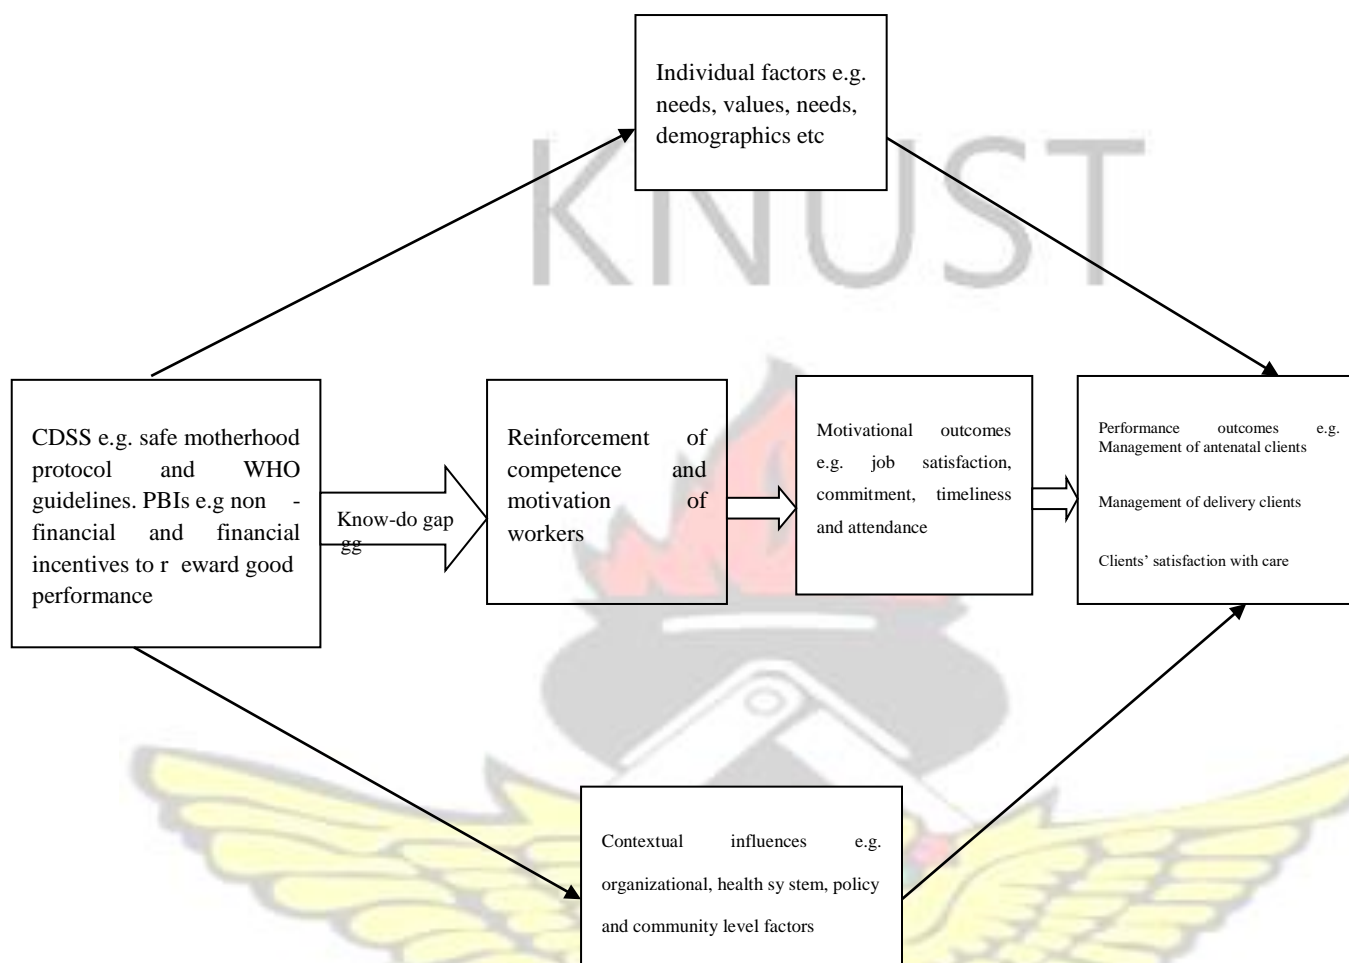 Individual factors e.g.
needs, values, needs,
demographics etc
KNUST
CDSS e.g. safe motherhood
protocol and WHO
guidelines. PBIs e.g non -
financial and financial
incentives to r eward good
performance
Know-do gap
gg
Reinforcement of
competence and
motivation of
workers
Motivational outcomes
e.g. job satisfaction,
commitment, timeliness
and attendance
Performance outcomes e.g.
Management of antenatal clients
Management of delivery clients
Clients’ satisfaction with care
Contextual influences e.g.
organizational, health sy stem, policy
and community level factors